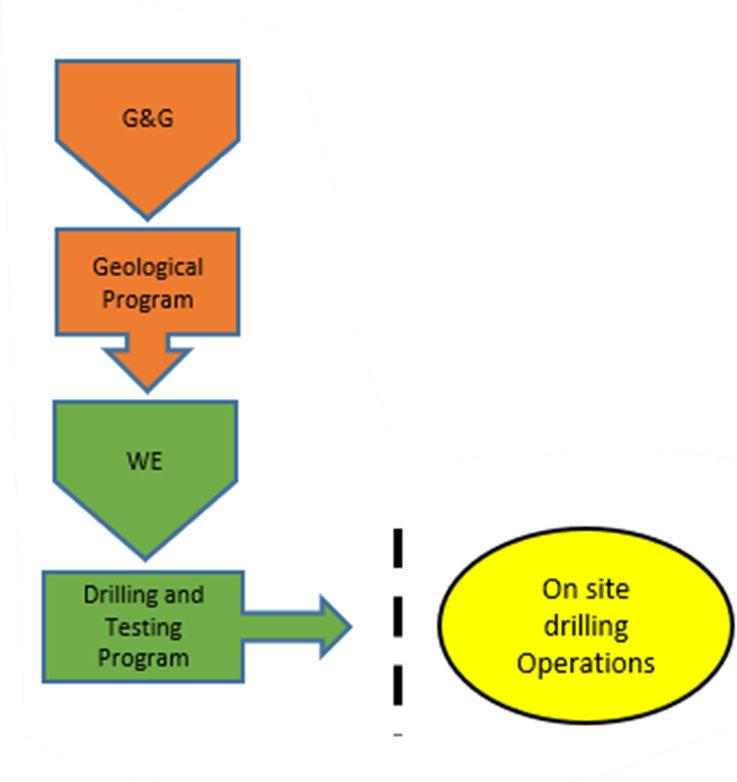 G&G
Geological
Program
WE
Drilling and
Testing
Program
On site
drilling
Operations